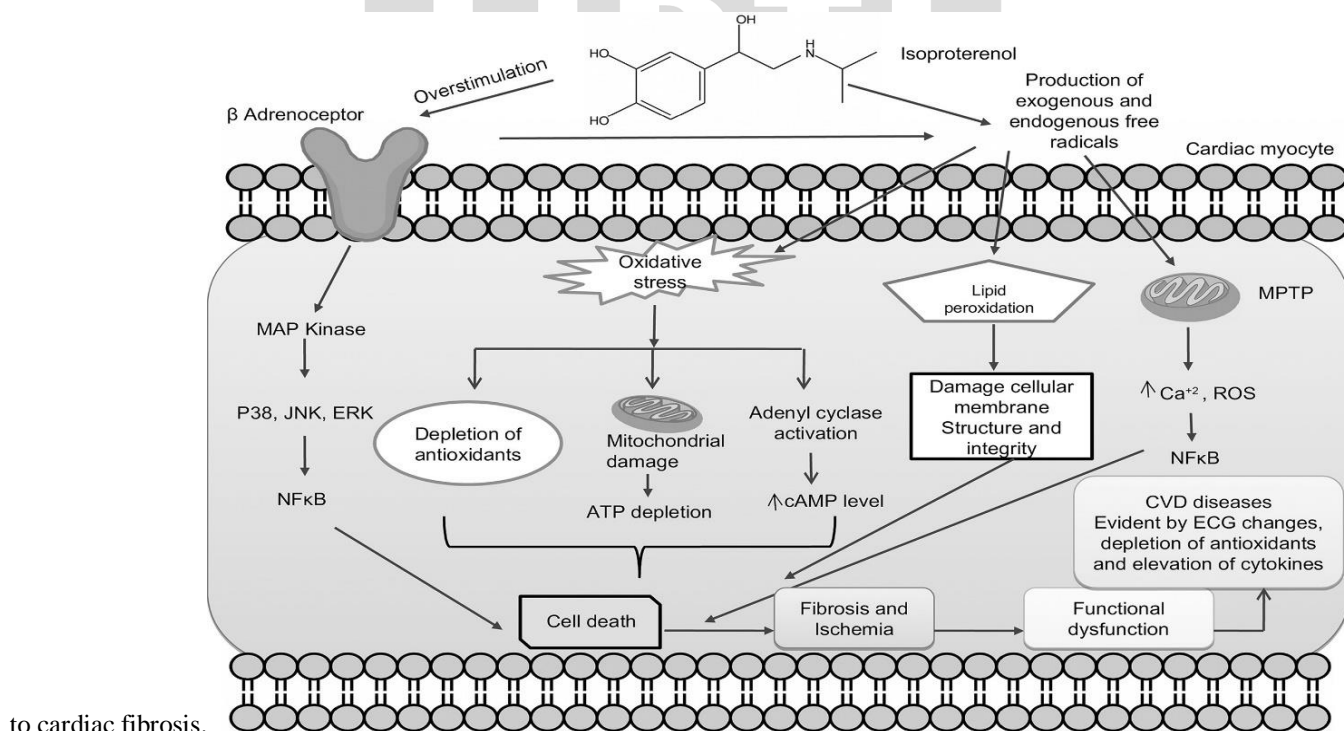 OH
HO
H
N
Isoproterenol
HO
Overstimulation
β Adrenoceptor
Production of
exogenous and
endogenous free
radicals
Cardiac myocyte
Oxidative
stress
Lipid
peroxidation
MPTP
MAP Kinase
P38, JNK, ERK
NFκB
Depletion of
antioxidants
Mitochondrial
damage
ATP depletion
Adenyl cyclase
activation
↑cAMP level
Damage cellular
membrane
Structure and
integrity
↑Ca⁺², ROS
NFκB
CVD diseases
Evident by ECG changes,
depletion of antioxidants
and elevation of cytokines
Cell death
Fibrosis and
Ischemia
Functional
dysfunction
to cardiac fibrosis.